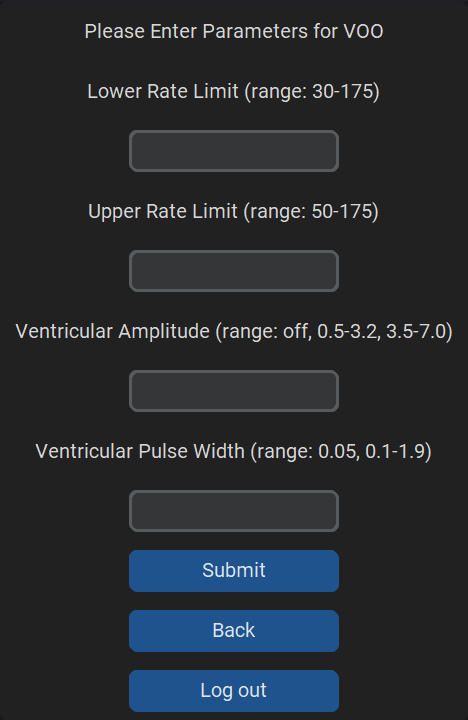 Please Enter Parameters for VOO
Lower Rate Limit (range: 30-175)
Upper Rate Limit (range: 50-175)
Ventricular Amplitude (range: off, 0.5-3.2, 3.5-7.0)
Ventricular Pulse Width (range: 0.05, 0.1-1.9)
Submit
Back
Log out